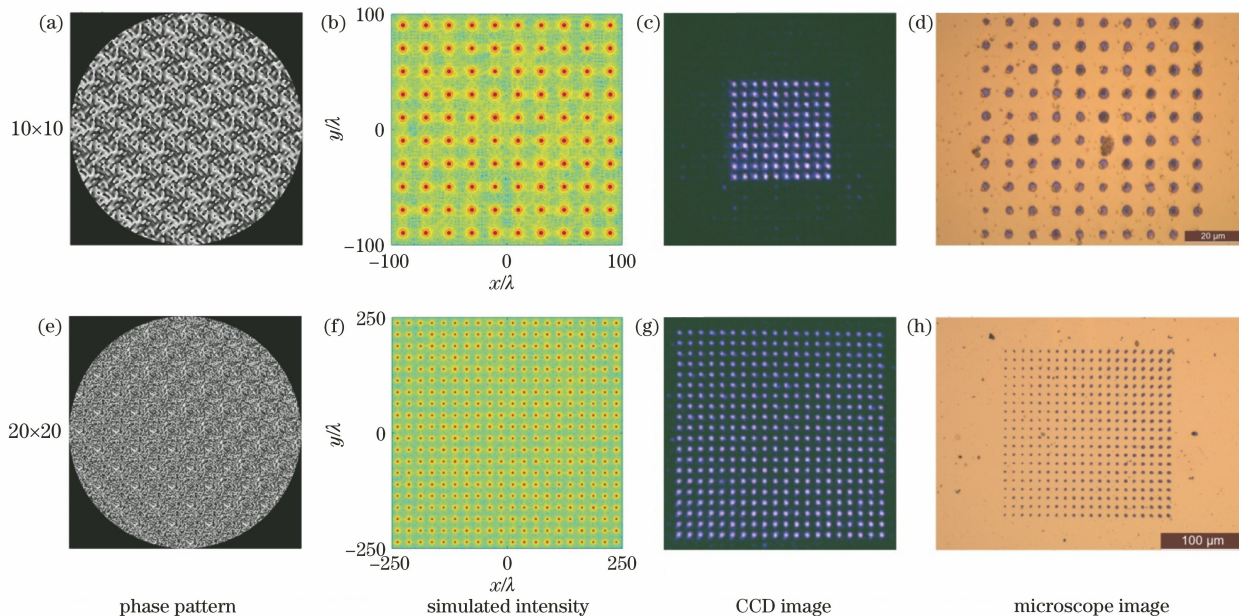 (a)
(b)
(c)
(d)
10×10
100
0
−100
y/λ
−100
0
100
x/λ
20 μm
(e)
(f)
(g)
(h)
20×20
250
0
−250
y/λ
−250
0
250
x/λ
100 μm
phase pattern
simulated intensity
CCD image
microscope image